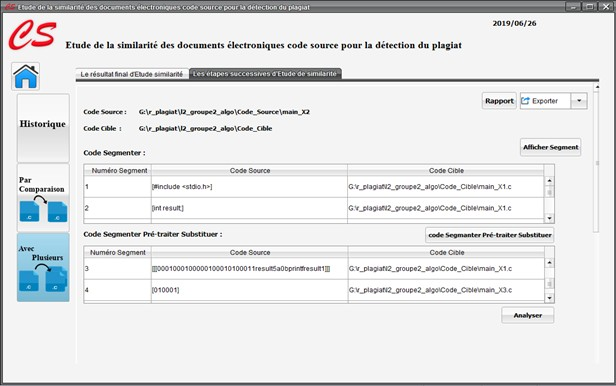 Etude de la similarité des documents électroniques code source pour la détection du plagiat
2019/06/26
CS
Etude de la similarité des documents électroniques code source pour la détection du plagiat
Le résultat final d'Etude similarité
Les étapes successives d'Etude de similarité
Rapport
Exporter
Historique
Code Source : G:\r_plagiat\l2_groupe2_algo\Code_Source\main_X2
Code Cible : G:\r_plagiat\l2_groupe2_algo\Code_Cible
Afficher Segment
Code Segmenter :
Numéro Segment Code Source Code Cible
1 [#include <stdio.h>] G:\r_plagiat\l2_groupe2_algo\Code_Cible\main_X1.c
2 [int result;] G:\r_plagiat\l2_groupe2_algo\Code_Cible\main_X1.c
Par
Comparaison
.C .C
Code Segmenter Pré-traiter Substituer :
code Segmanter Pré-traiter Substituer
Numéro Segment Code Source Code Cible
3 G:\r_plagiat\l2_groupe2_algo\Code_Cible\main_X1.c
4 [010001] G:\r_plagiat\l2_groupe2_algo\Code_Cible\main_X3.c
Avec
Plusieurs
.C .C
Analyser